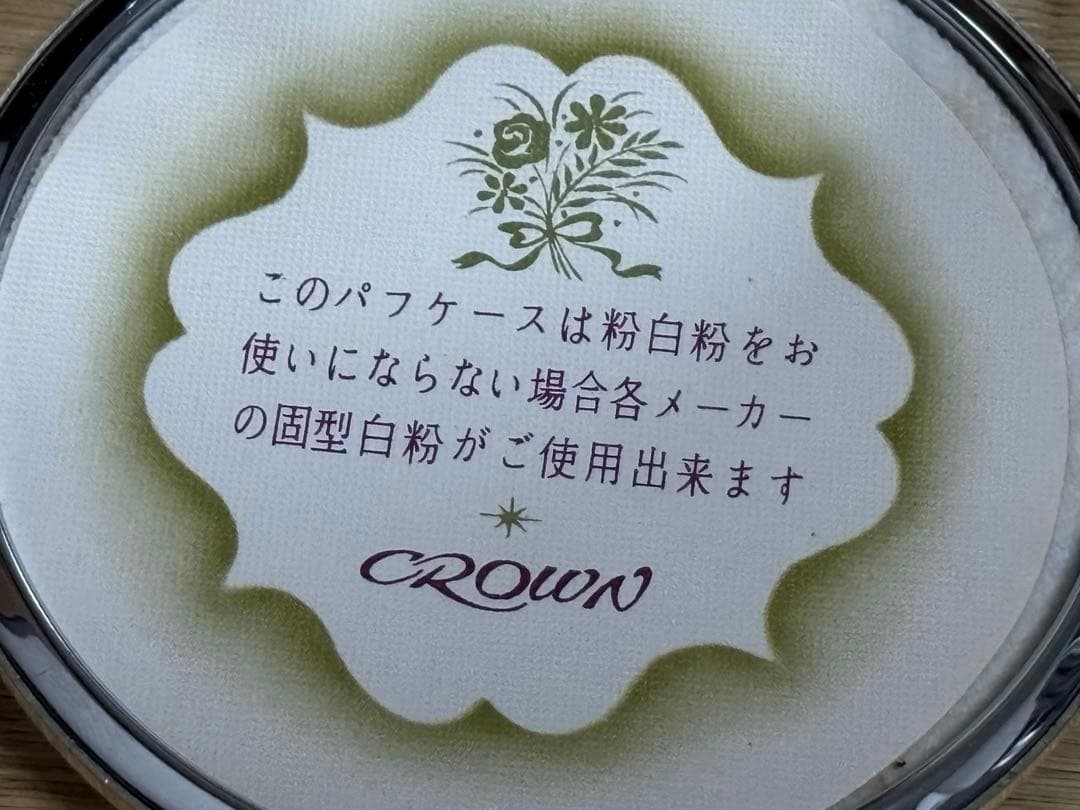 このパフケースは粉白粉をお
使いにならない場合各メーカー
の固型白粉がご使用出来ます
CROWN